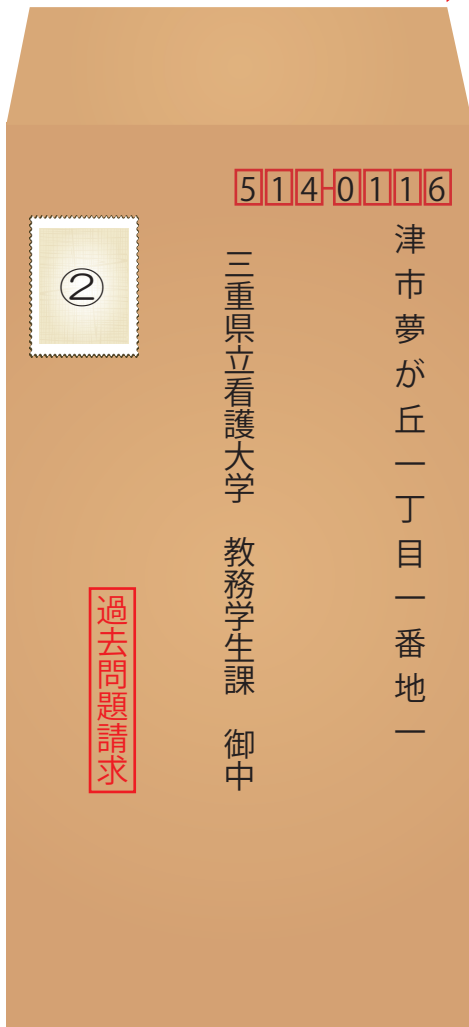 514-0116
津市夢が丘一丁目一番地一
三重県立看護大学　教務学生課　御中
②
過去問題請求